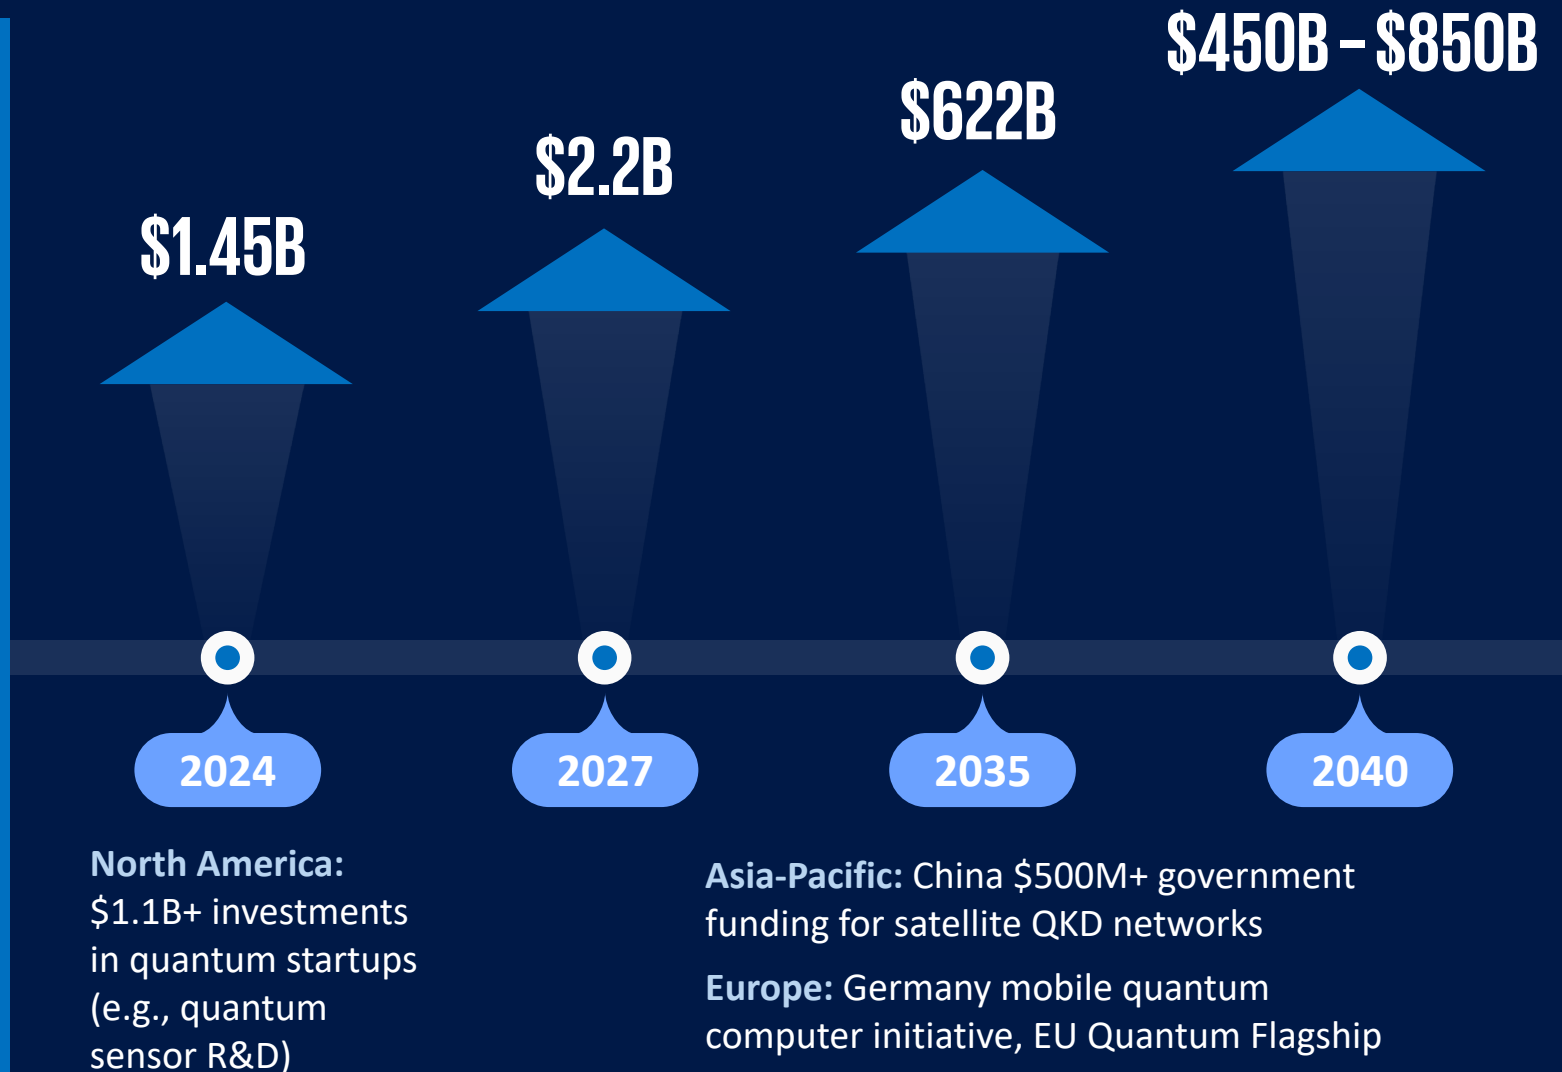 $1.45B
$2.2B
$622B
$450B – $850B
2024
2027
2035
2040
North America:
$1.1B+ investments
in quantum startups
(e.g., quantum
sensor R&D)
Asia-Pacific: China $500M+ government
funding for satellite QKD networks
Europe: Germany mobile quantum
computer initiative, EU Quantum Flagship